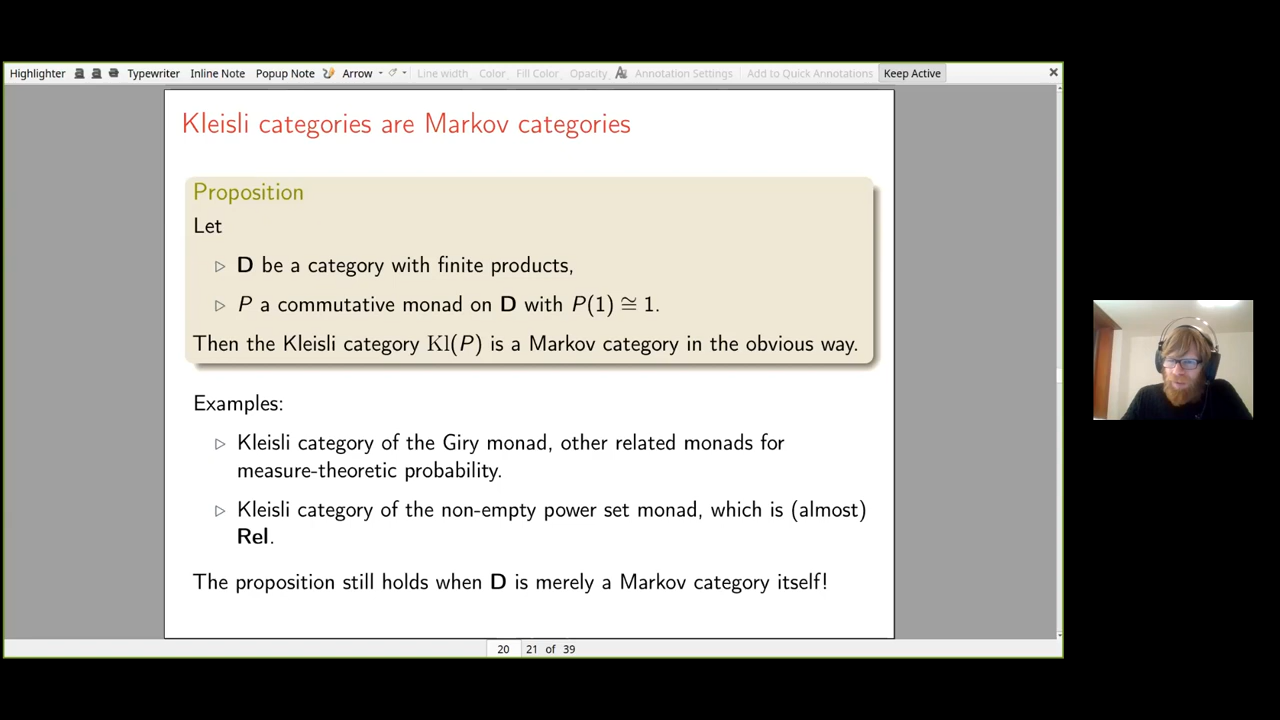 Highlighter Typewriter Inline Note Popup Note Arrow Line width Color Fill Color Opacity Annotation Settings Add to Quick Annotations Keep Active
Kleisli categories are Markov categories
Proposition
Let
▷ D be a category with finite products,
▷ P a commutative monad on D with P(1) ≅ 1.
Then the Kleisli category Kl(P) is a Markov category in the obvious way.
Examples:
▷ Kleisli category of the Giry monad, other related monads for
measure-theoretic probability.
▷ Kleisli category of the non-empty power set monad, which is (almost)
Rel.
The proposition still holds when D is merely a Markov category itself!
20 21 of 39